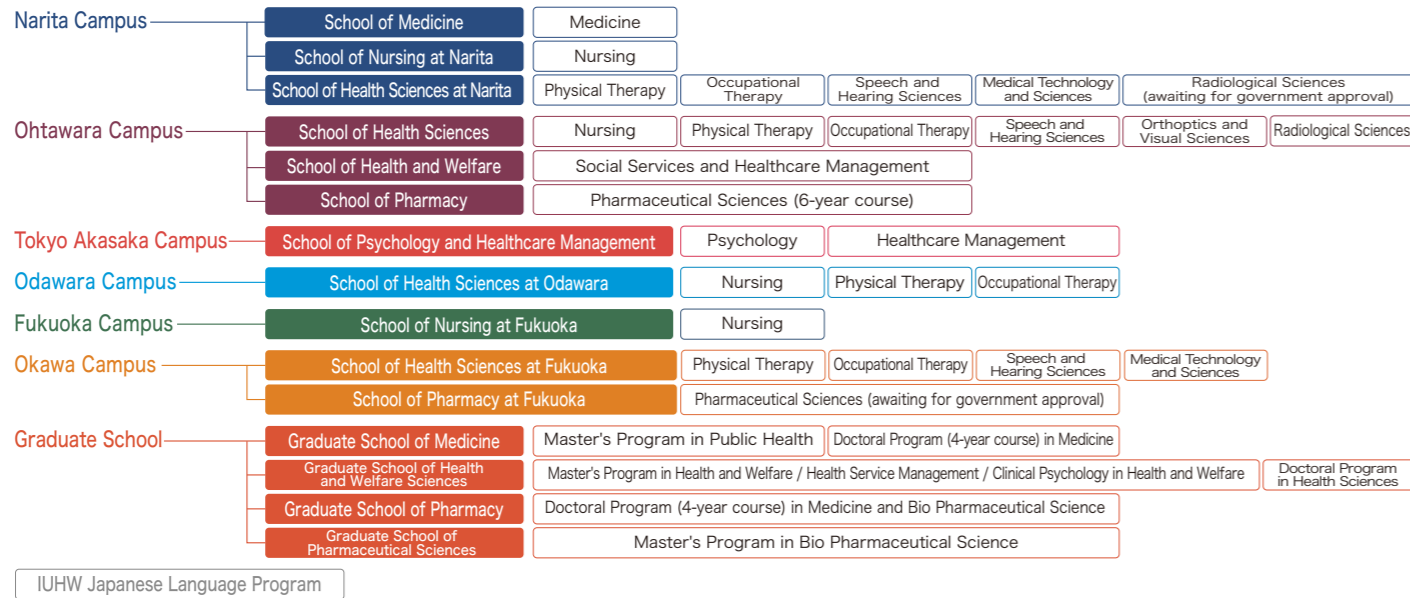 Narita Campus
School of Medicine
Medicine
School of Nursing at Narita
Nursing
School of Health Sciences at Narita
Physical Therapy
Occupational
Therapy
Speech and
Hearing Sciences
Medical Technology
and Sciences
Radiological Sciences
(awaiting for government approval)
Ohtawara Campus
School of Health Sciences
Nursing
Physical Therapy
Occupational Therapy
Speech and
Hearing Sciences
Orthoptics and
Visual Sciences
Radiological Sciences
School of Health and Welfare
Social Services and Healthcare Management
School of Pharmacy
Pharmaceutical Sciences (6-year course)
Tokyo Akasaka Campus
School of Psychology and Healthcare Management
Psychology
Healthcare Management
Odawara Campus
School of Health Sciences at Odawara
Nursing
Physical Therapy
Occupational Therapy
Fukuoka Campus
School of Nursing at Fukuoka
Nursing
Okawa Campus
School of Health Sciences at Fukuoka
Physical Therapy
Occupational Therapy
Speech and
Hearing Sciences
Medical Technology
and Sciences
School of Pharmacy at Fukuoka
Pharmaceutical Sciences (awaiting for government approval)
Graduate School
Graduate School of Medicine
Master's Program in Public Health
Doctoral Program (4-year course) in Medicine
Graduate School of Health
and Welfare Sciences
Master's Program in Health and Welfare / Health Service Management / Clinical Psychology in Health and Welfare
Doctoral Program
in Health Sciences
Graduate School of Pharmacy
Doctoral Program (4-year course) in Medicine and Bio Pharmaceutical Science
Graduate School of
Pharmaceutical Sciences
Master's Program in Bio Pharmaceutical Science
IUHW Japanese Language Program